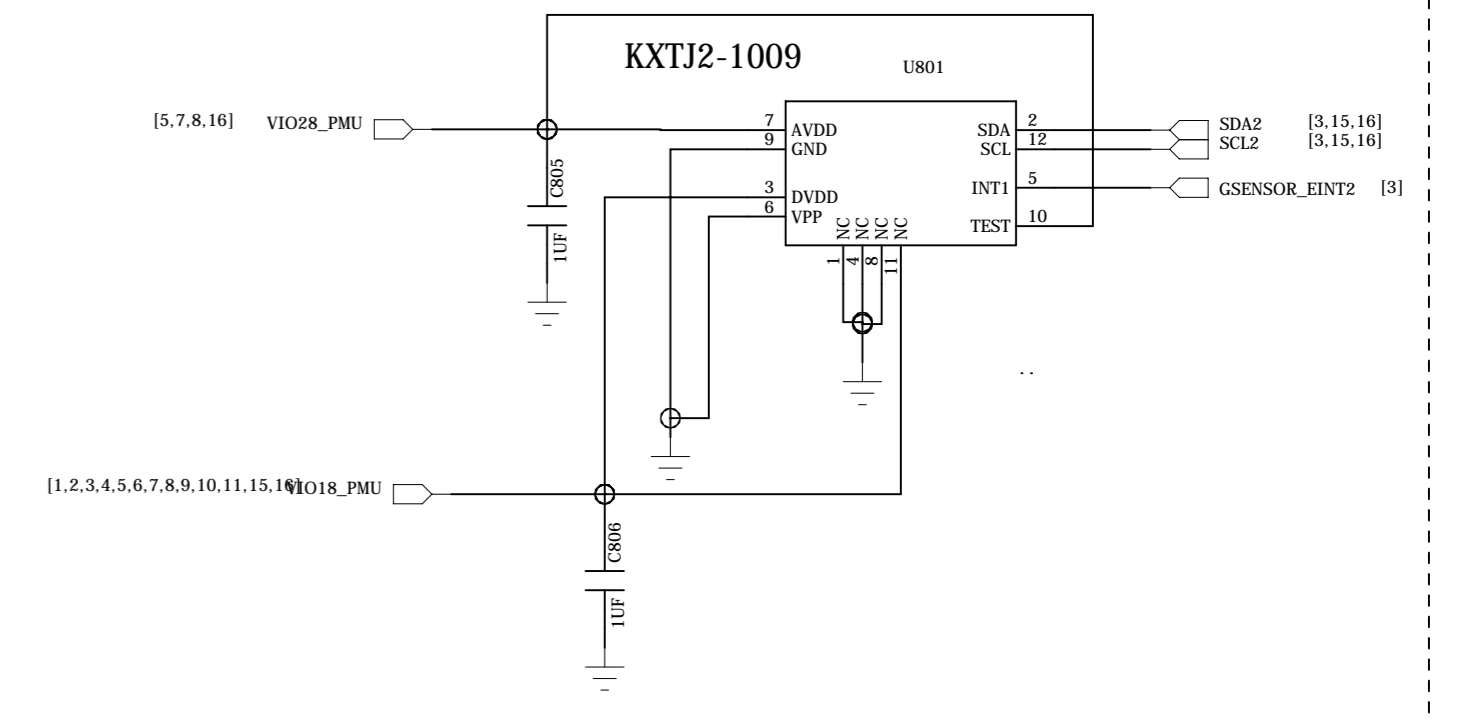 KXTJ2-1009
U801
[5,7,8,16] VIO28_PMU
7 AVDD SDA 2 SDA2 [3,15,16]
9 GND SCL 12 SCL2 [3,15,16]
C805
3 DVDD INT1 5 GSENSOR_EINT2 [3]
6 VPP TEST 10
NC NC NC NC
1UF
1 4 8 11
..
[1,2,3,4,5,6,7,8,9,10,11,15,16] VIO18_PMU
C806
1UF